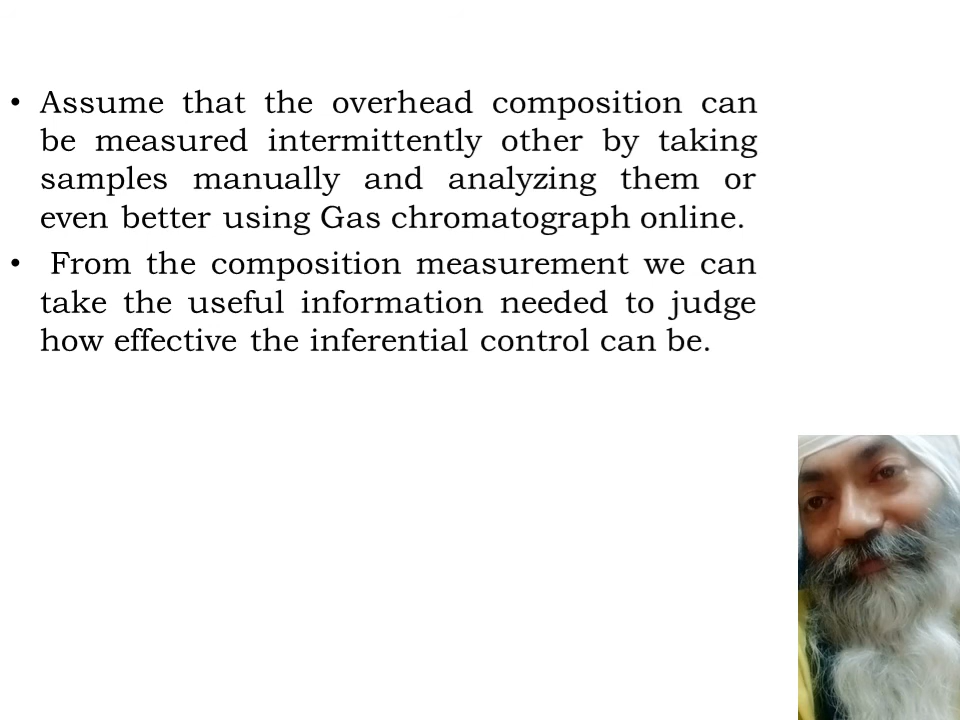 • Assume that the overhead composition can
be measured intermittently other by taking
samples manually and analyzing them or
even better using Gas chromatograph online.
• From the composition measurement we can
take the useful information needed to judge
how effective the inferential control can be.